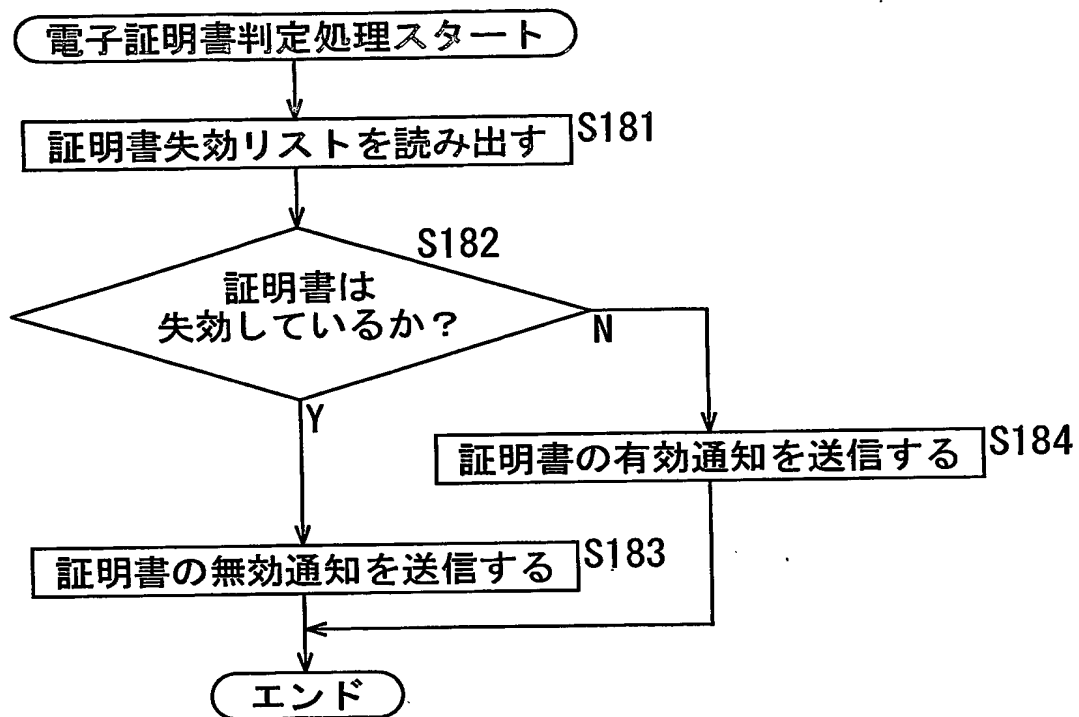 電子証明書判定処理スタート
証明書失効リストを読み出す
S181
S182
証明書は
失効しているか？
N
Y
証明書の有効通知を送信する
S184
証明書の無効通知を送信する
S183
エンド